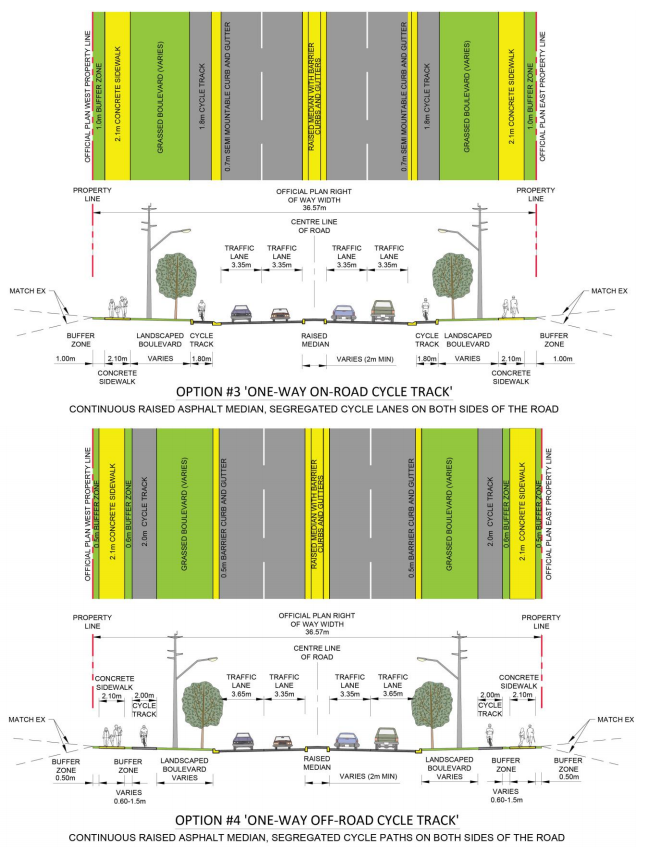 OFFICIAL PLAN WEST PROPERTY LINE
1.0m BUFFER ZONE
2.1m CONCRETE SIDEWALK
GRASSED BOULEVARD (VARIES)
1.8m CYCLE TRACK
0.7m SEMI MOUNTABLE CURB AND GUTTER
RAISED MEDIAN WITH BARRIER
CURBS AND GUTTERS
0.7m SEMI MOUNTABLE CURB AND GUTTER
1.8m CYCLE TRACK
GRASSED BOULEVARD (VARIES)
2.1m CONCRETE SIDEWALK
1.0m BUFFER ZONE
OFFICIAL PLAN EAST PROPERTY LINE
PROPERTY
LINE
OFFICIAL PLAN RIGHT
OF WAY WIDTH
36.57m
PROPERTY
LINE
CENTRE LINE
OF ROAD
TRAFFIC
LANE
3.35m
TRAFFIC
LANE
3.35m
TRAFFIC
LANE
3.35m
TRAFFIC
LANE
3.35m
MATCH EX
MATCH EX
BUFFER
ZONE
1.00m
CONCRETE
SIDEWALK
2.10m
LANDSCAPED
BOULEVARD
VARIES
CYCLE
TRACK
1.80m
RAISED
MEDIAN
VARIES (2m MIN)
CYCLE
TRACK
1.80m
LANDSCAPED
BOULEVARD
VARIES
2.10m
CONCRETE
SIDEWALK
BUFFER
ZONE
1.00m
OPTION #3 'ONE-WAY ON-ROAD CYCLE TRACK'
CONTINUOUS RAISED ASPHALT MEDIAN, SEGREGATED CYCLE LANES ON BOTH SIDES OF THE ROAD
OFFICIAL PLAN WEST PROPERTY LINE
0.5m BUFFER ZONE
2.1m CONCRETE SIDEWALK
0.6m BUFFER ZONE
2.0m CYCLE TRACK
GRASSED BOULEVARD (VARIES)
0.5m BARRIER CURB AND GUTTER
RAISED MEDIAN WITH BARRIER
CURBS AND GUTTERS
0.5m BARRIER CURB AND GUTTER
GRASSED BOULEVARD (VARIES)
2.0m CYCLE TRACK
0.6m BUFFER ZONE
2.1m CONCRETE SIDEWALK
0.5m BUFFER ZONE
OFFICIAL PLAN EAST PROPERTY LINE
PROPERTY
LINE
OFFICIAL PLAN RIGHT
OF WAY WIDTH
36.57m
PROPERTY
LINE
CENTRE LINE
OF ROAD
CONCRETE
SIDEWALK
2.10m
2.00m
CYCLE
TRACK
TRAFFIC
LANE
3.65m
TRAFFIC
LANE
3.35m
TRAFFIC
LANE
3.35m
TRAFFIC
LANE
3.65m
2.00m
CYCLE
TRACK
CONCRETE
SIDEWALK
2.10m
MATCH EX
MATCH EX
BUFFER
ZONE
0.50m
BUFFER
ZONE
VARIES
0.60-1.5m
LANDSCAPED
BOULEVARD
VARIES
RAISED
MEDIAN
VARIES (2m MIN)
LANDSCAPED
BOULEVARD
VARIES
BUFFER
ZONE
VARIES
0.60-1.5m
BUFFER
ZONE
0.50m
OPTION #4 'ONE-WAY OFF-ROAD CYCLE TRACK'
CONTINUOUS RAISED ASPHALT MEDIAN, SEGREGATED CYCLE PATHS ON BOTH SIDES OF THE ROAD